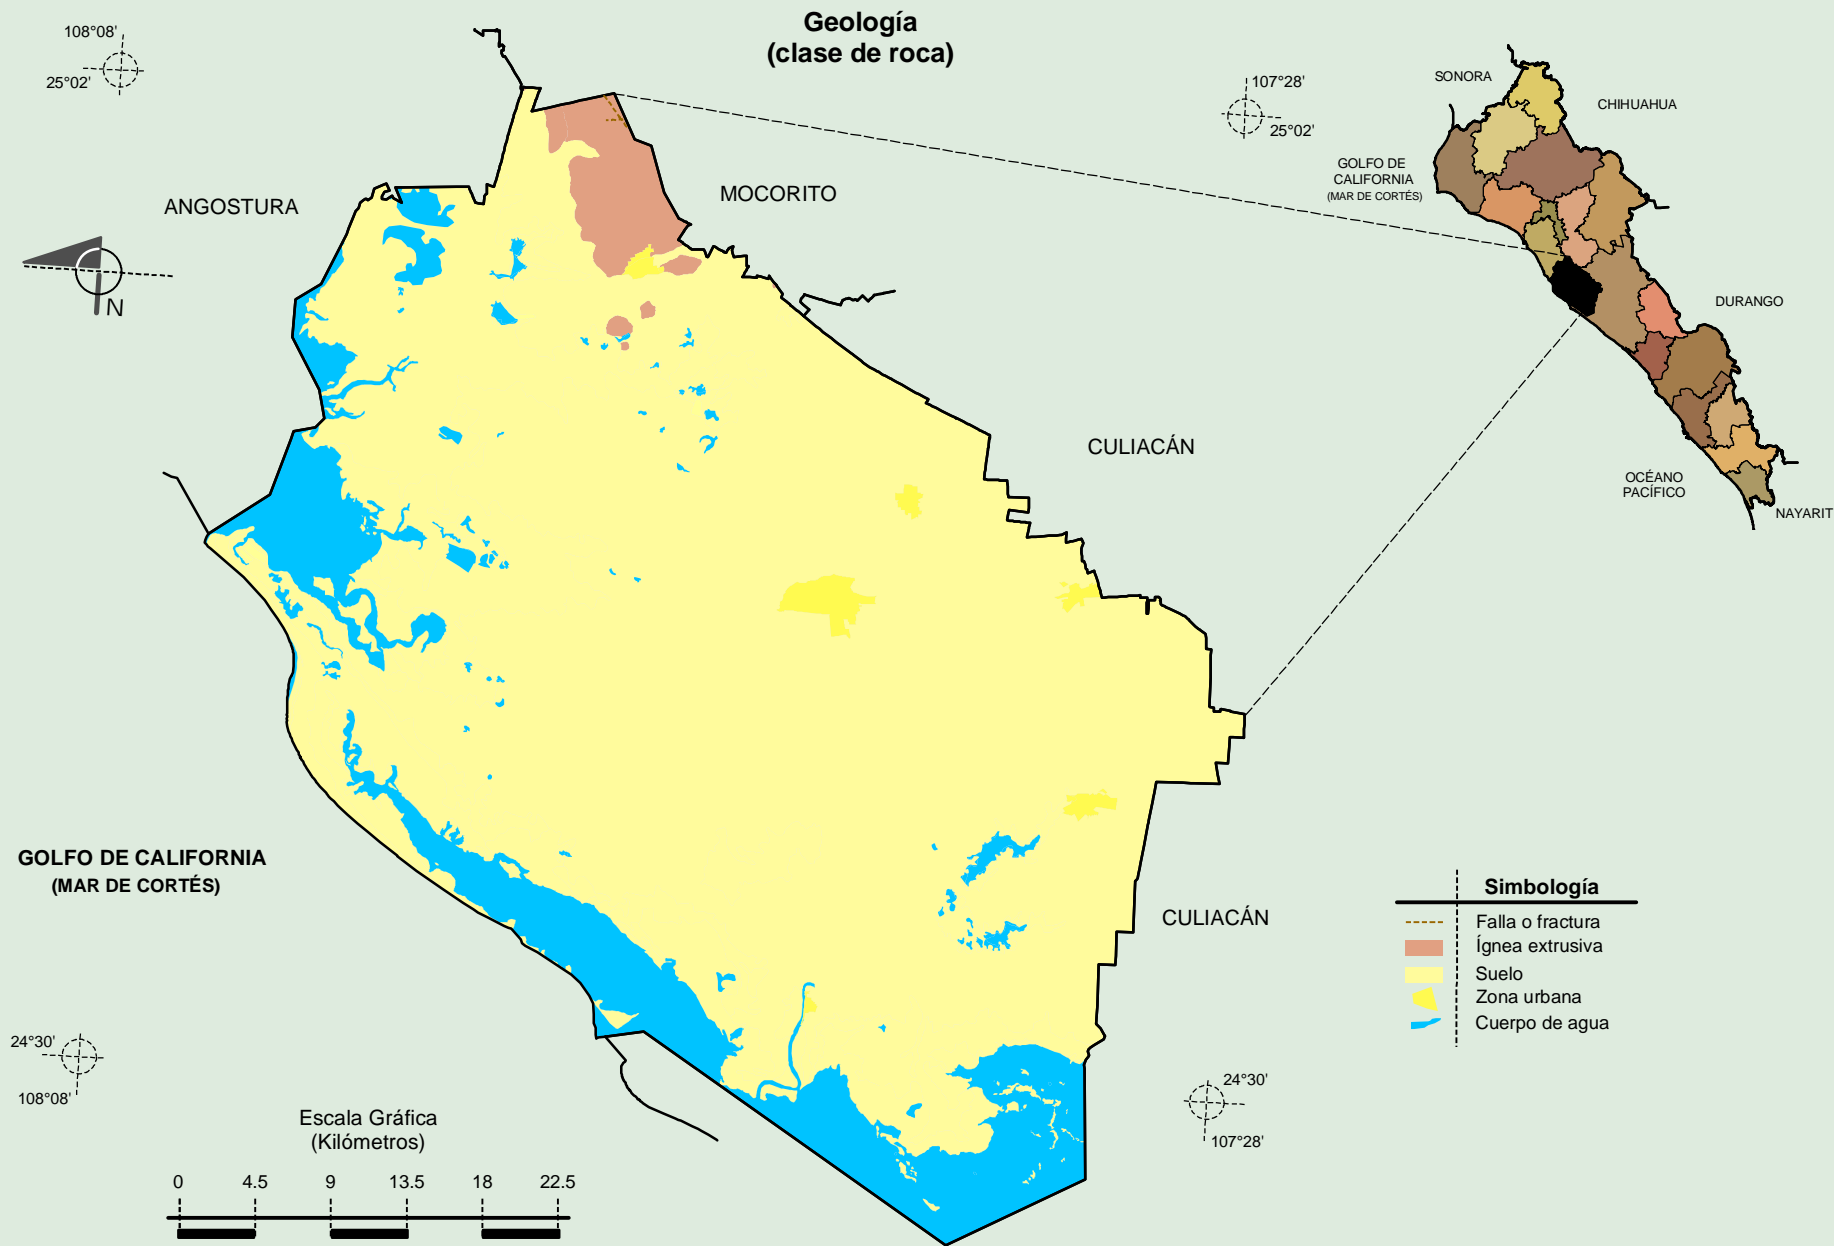 Geología
(clase de roca)
108°08'
25°02'
107°28'
25°02'
SONORA
CHIHUAHUA
GOLFO DE
CALIFORNIA
(MAR DE CORTÉS)
DURANGO
OCÉANO
PACÍFICO
NAYARIT
ANGOSTURA
MOCORITO
N
CULIACÁN
GOLFO DE CALIFORNIA
(MAR DE CORTÉS)
CULIACÁN
Simbología
Falla o fractura
Ígnea extrusiva
Suelo
Zona urbana
Cuerpo de agua
24°30'
108°08'
24°30'
107°28'
Escala Gráfica
(Kilómetros)
0 4.5 9 13.5 18 22.5